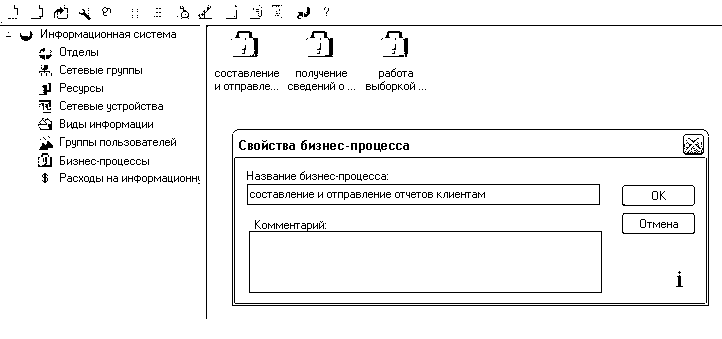 Информационная система
Отделы
Сетевые группы
Ресурсы
Сетевые устройства
Виды информации
Группы пользователей
Бизнес-процессы
Расходы на информационну
составление
и отправле...
получение
сведений о ...
работа
выборкой ...
Свойства бизнес-процесса
Название бизнес-процесса:
составление и отправление отчетов клиентам
OK
Комментарий:
Отмена